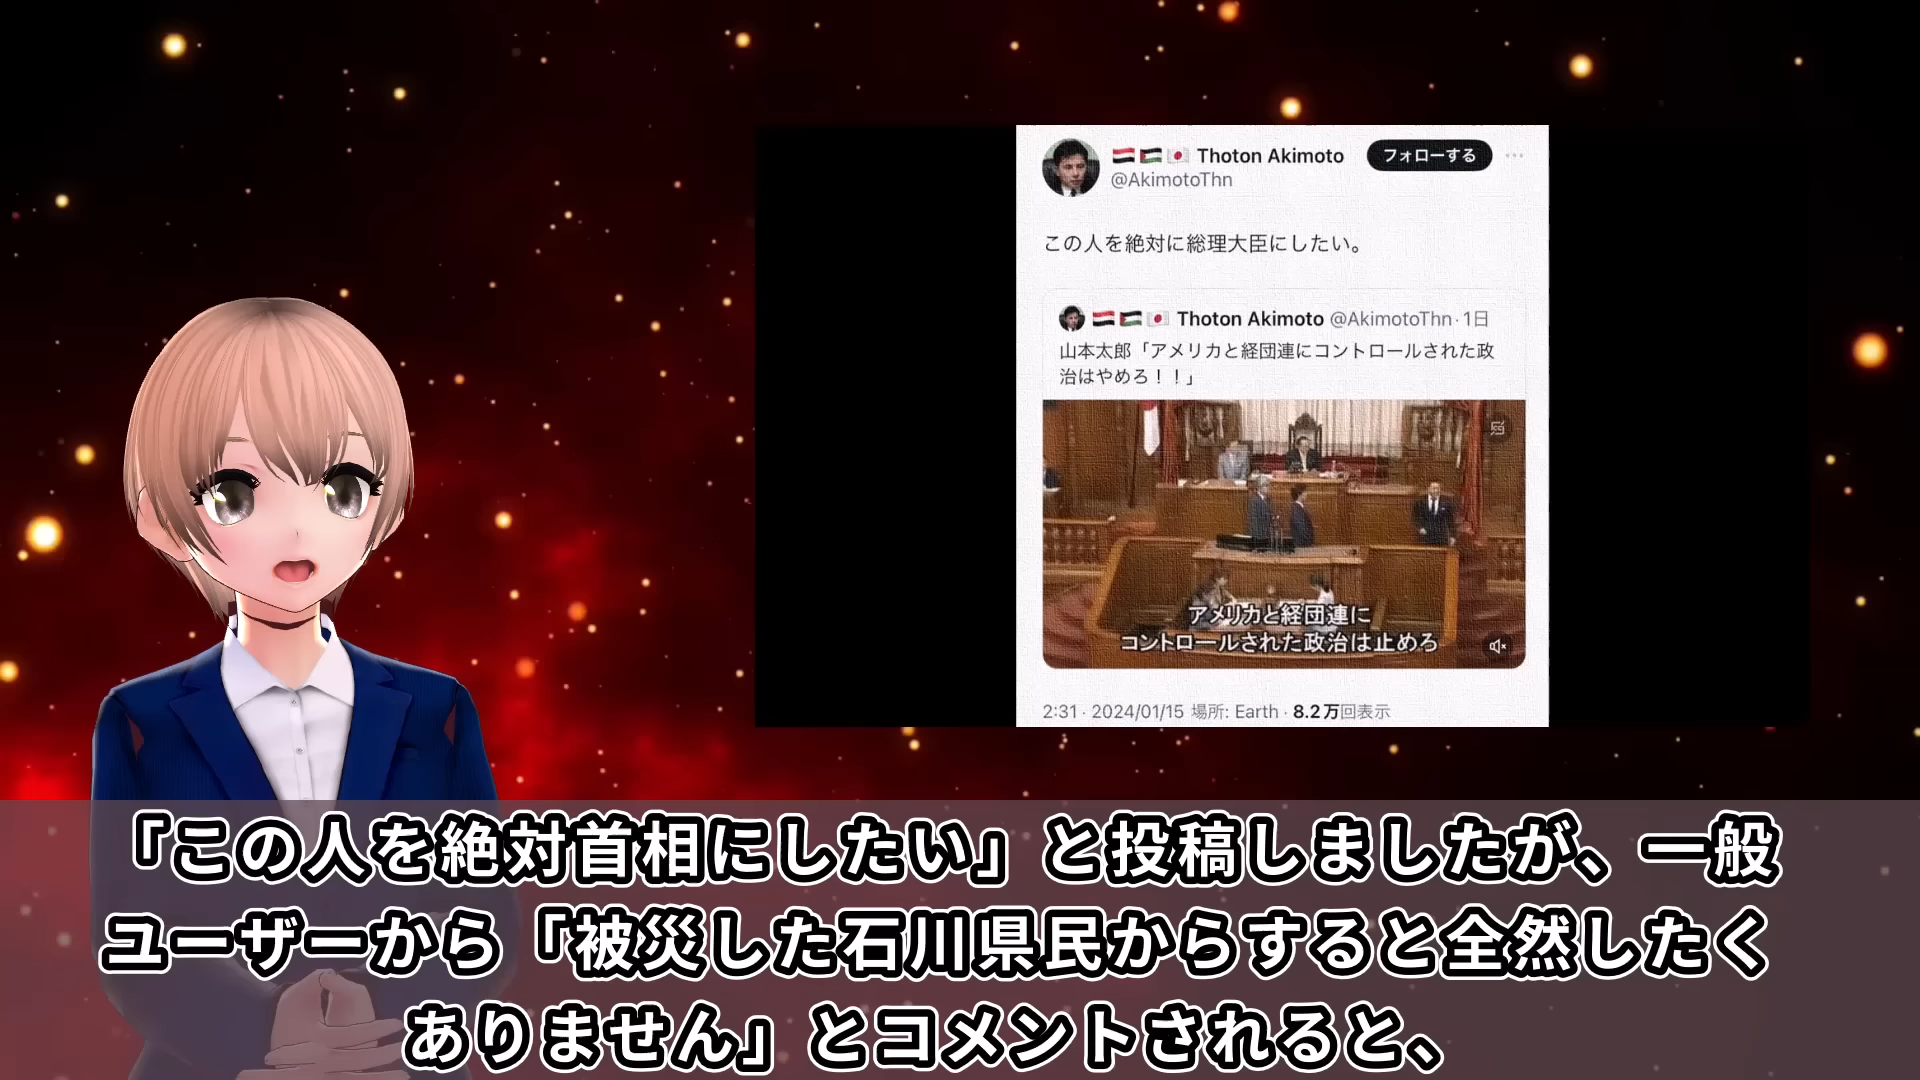 Thoton Akimoto
フォローする
@AkimotoThn
この人を絶対に総理大臣にしたい。
Thoton Akimoto @AkimotoThn · 1日
山本太郎「アメリカと経団連にコントロールされた政
治はやめろ！！」
アメリカと経団連に
コントロールされた政治は止めろ
2:31 · 2024/01/15 場所: Earth · 8.2万回表示
「この人を絶対首相にしたい」と投稿しましたが、一般
ユーザーから「被災した石川県民からすると全然したく
ありません」とコメントされると、